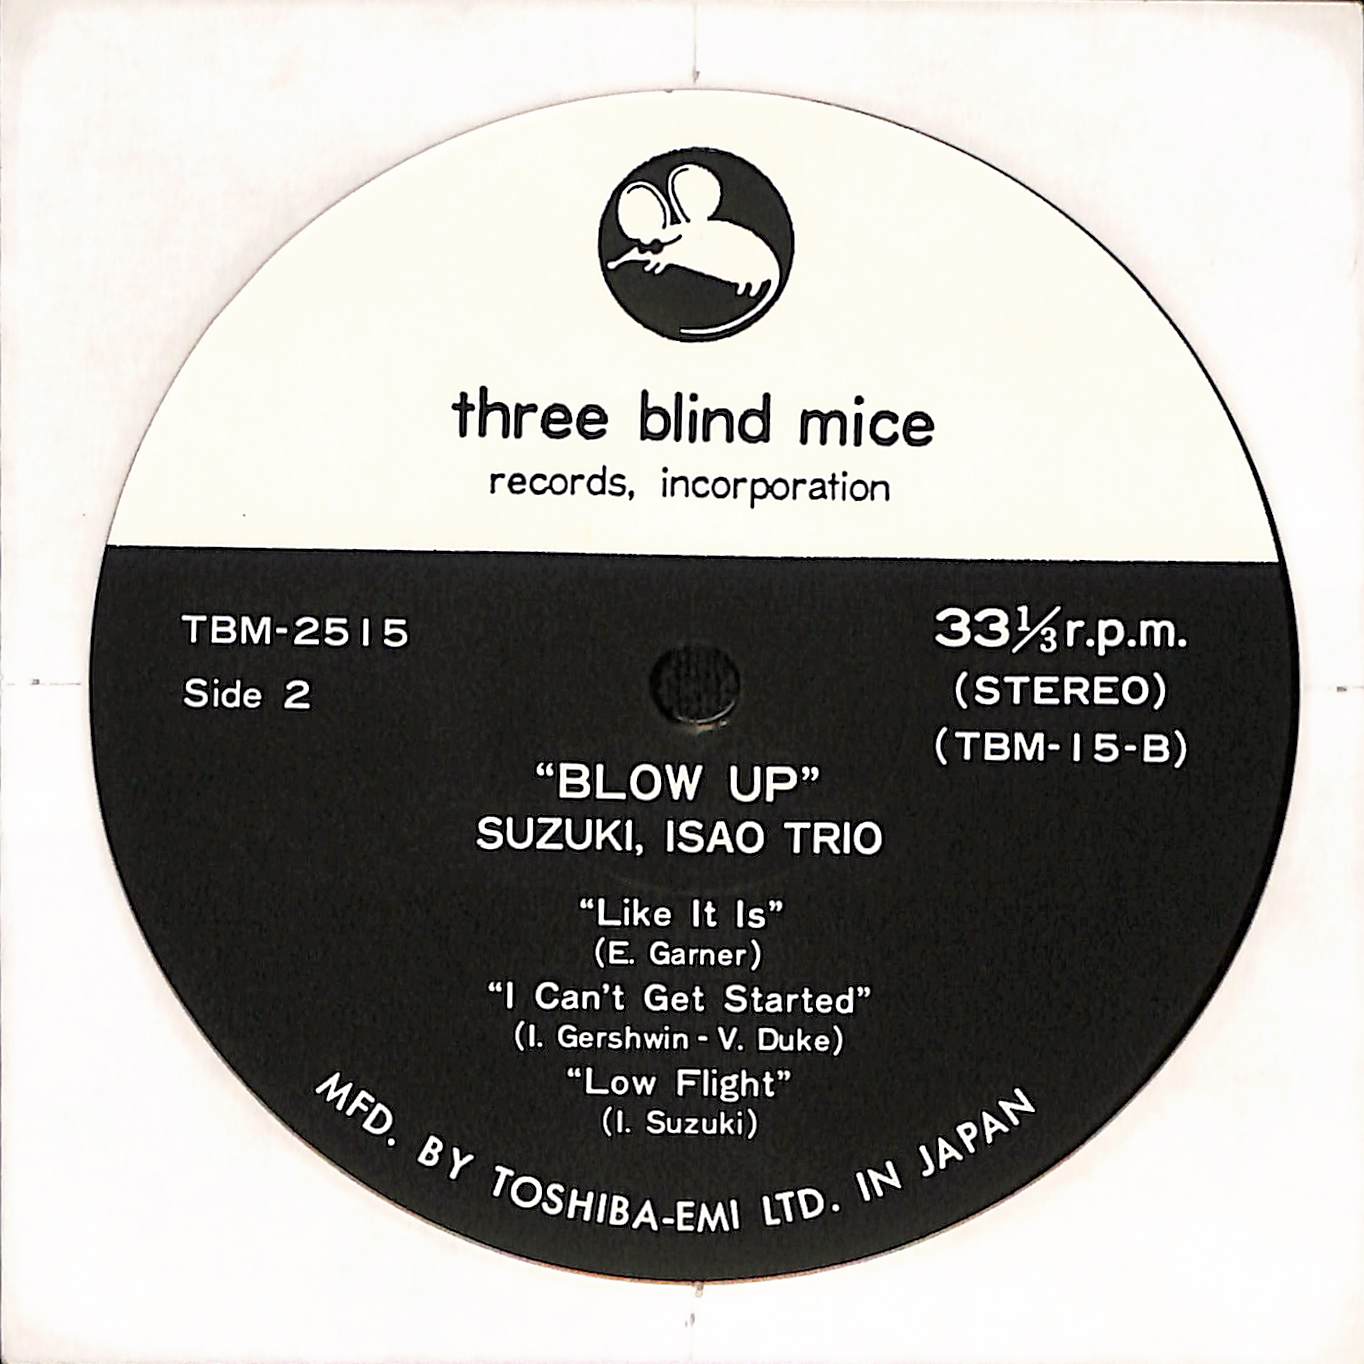 three blind mice
records, incorporation
TBM-2515
Side 2
33⅓ r.p.m.
(STEREO)
(TBM-15-B)
“BLOW UP”
SUZUKI, ISAO TRIO
“Like It Is”
(E. Garner)
“I Can't Get Started”
(I. Gershwin - V. Duke)
“Low Flight”
(I. Suzuki)
MFD. BY TOSHIBA-EMI LTD. IN JAPAN